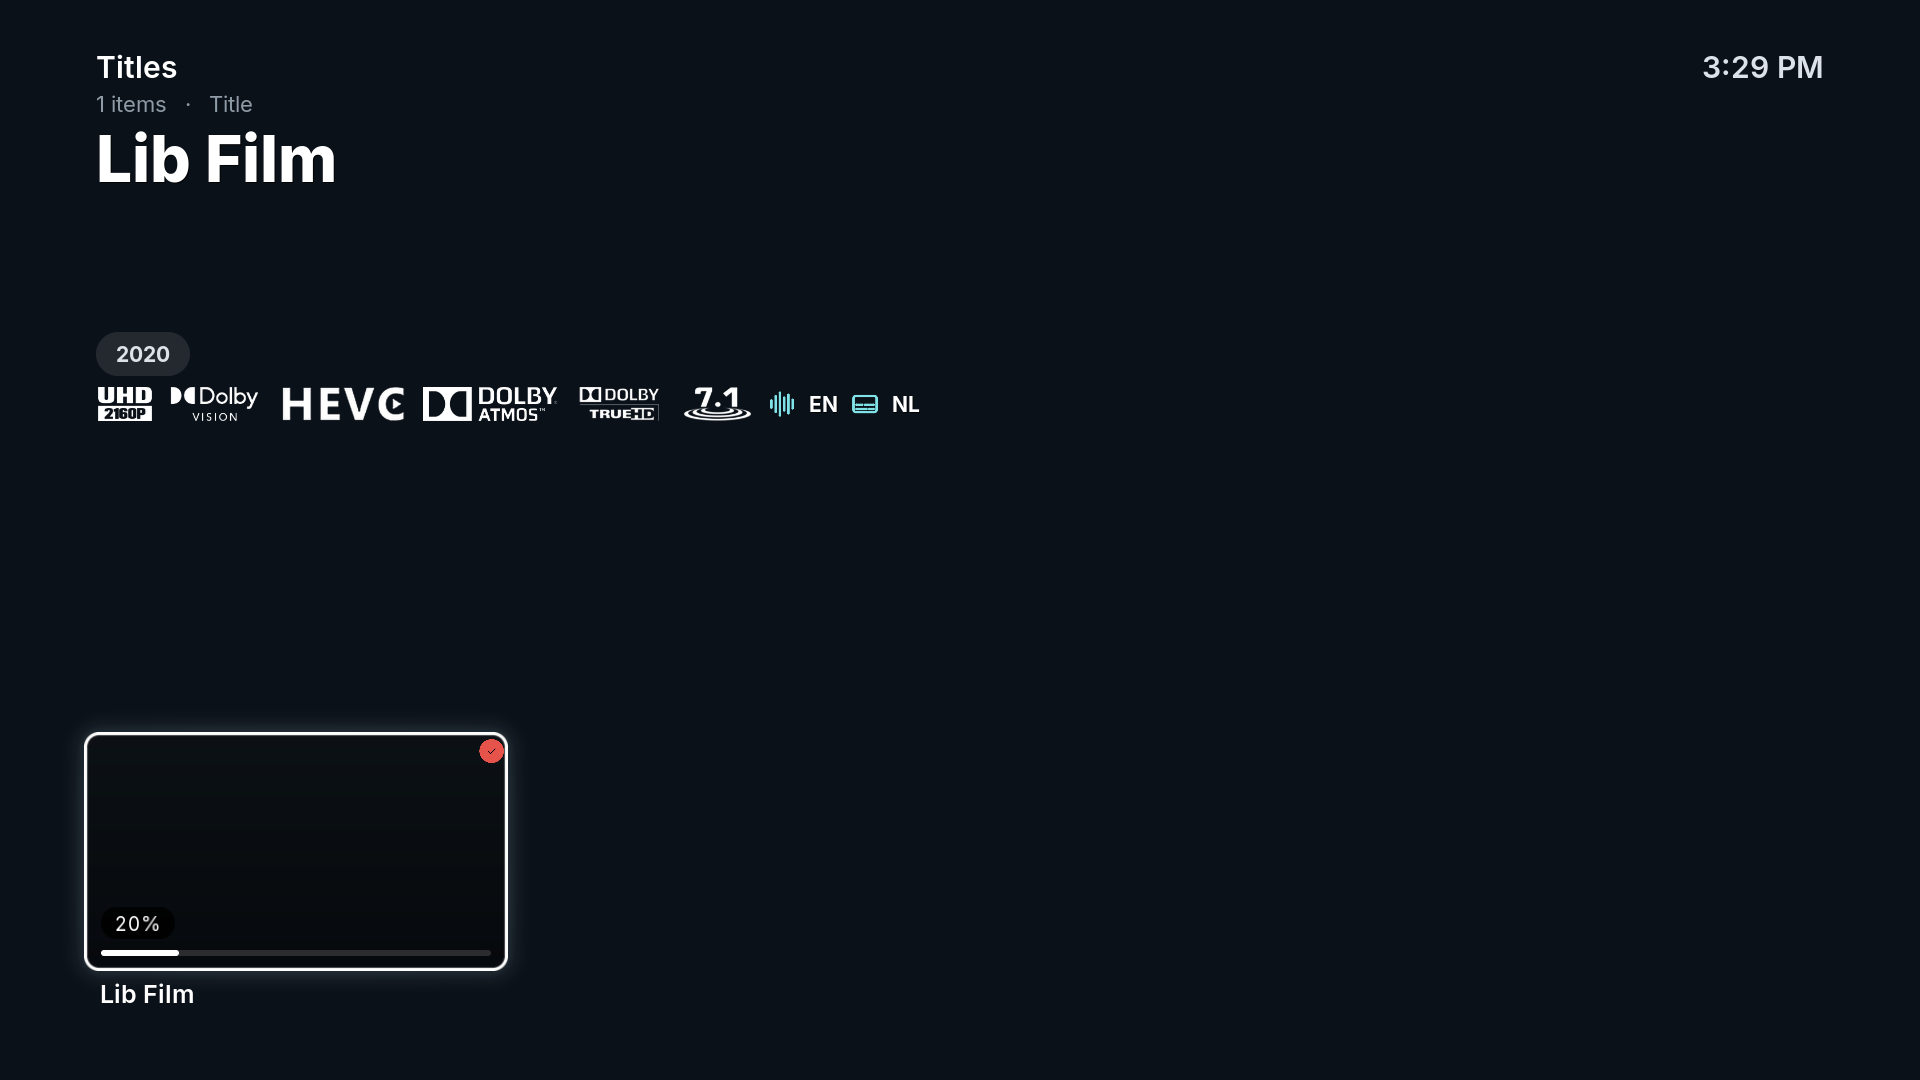 Titles
3:29 PM
1 items · Title
Lib Film
2020
UHD 2160P Dolby VISION HEVC DOLBY ATMOS™ DOLBY TRUEHD 7.1 EN NL
20%
Lib Film